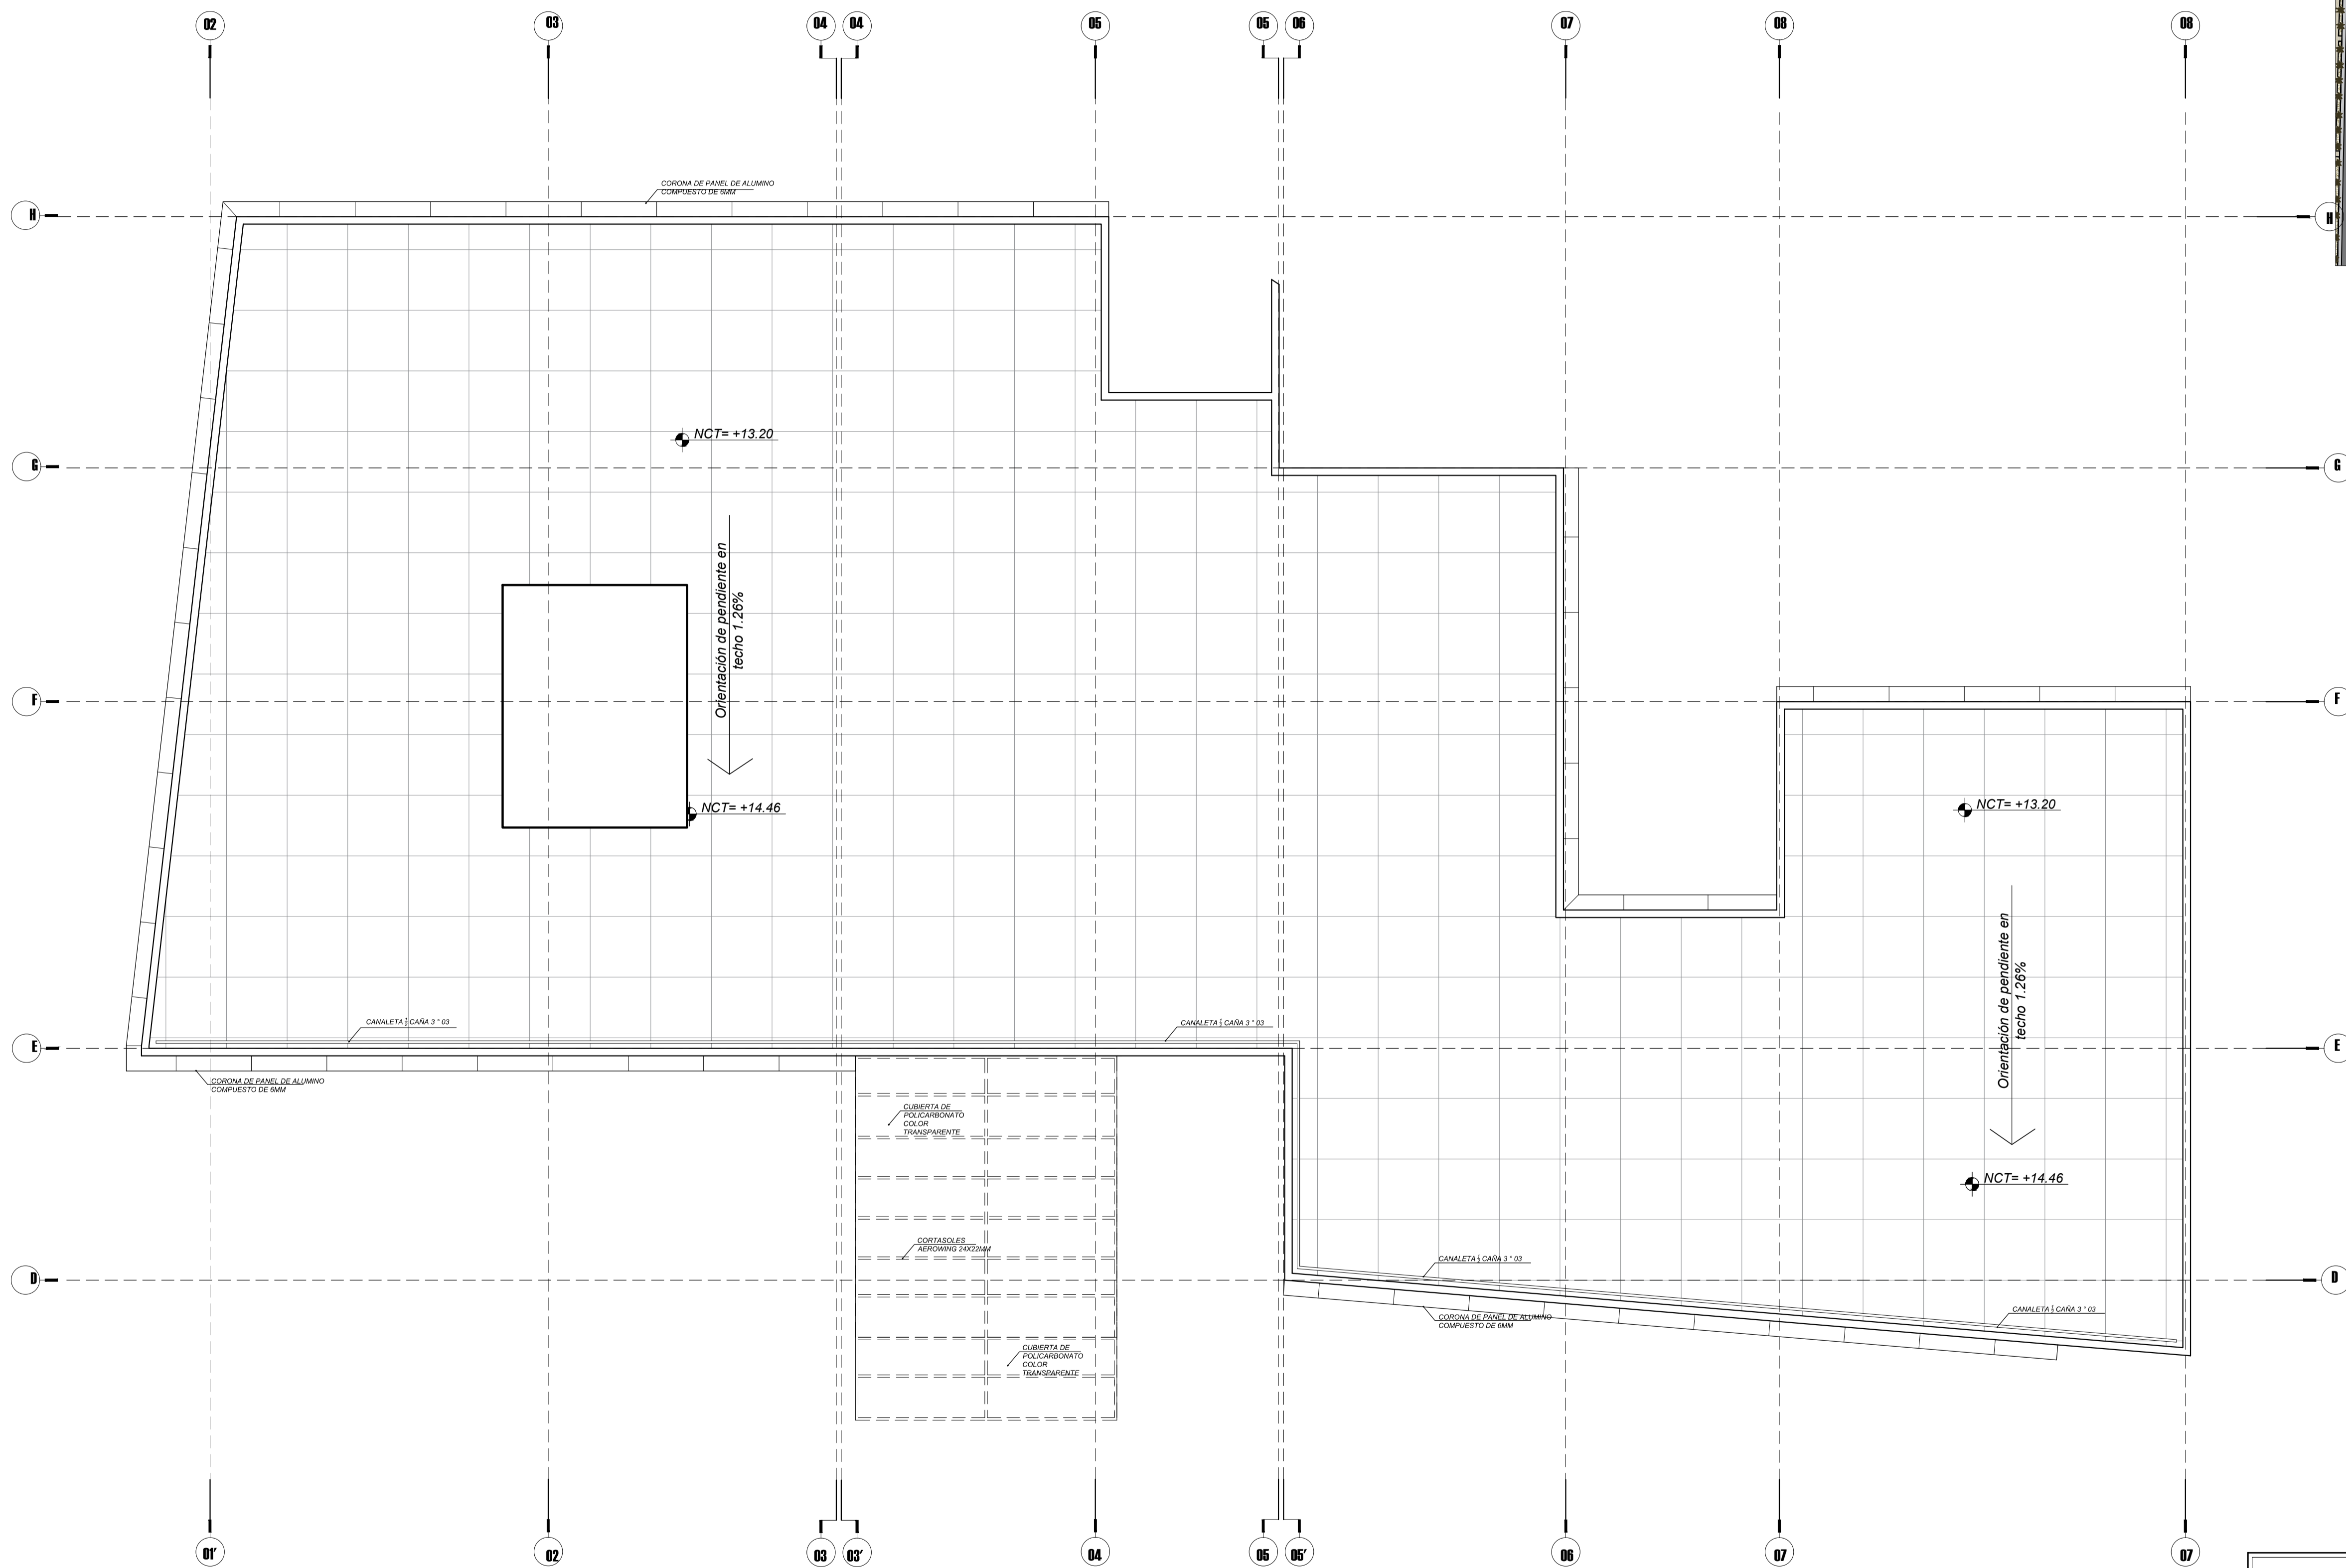 02
03
04
04
05
05
06
07
08
08
CORONA DE PANEL DE ALUMINO
COMPUESTO DE 6MM
H
H
NCT= +13.20
G
G
Orientación de pendiente en
techo 1.26%
F
F
NCT= +14.46
NCT= +13.20
Orientación de pendiente en
techo 1.26%
CANALETA ½ CAÑA 3 " 03
CANALETA ½ CAÑA 3 " 03
E
E
CORONA DE PANEL DE ALUMINO
COMPUESTO DE 6MM
CUBIERTA DE
POLICARBONATO
COLOR
TRANSPARENTE
NCT= +14.46
CORTASOLES
AEROWING 24X22MM
CANALETA ½ CAÑA 3 " 03
D
D
CANALETA ½ CAÑA 3 " 03
CORONA DE PANEL DE ALUMINO
COMPUESTO DE 6MM
CUBIERTA DE
POLICARBONATO
COLOR
TRANSPARENTE
01'
02
03
03'
04
05
05'
06
07
07